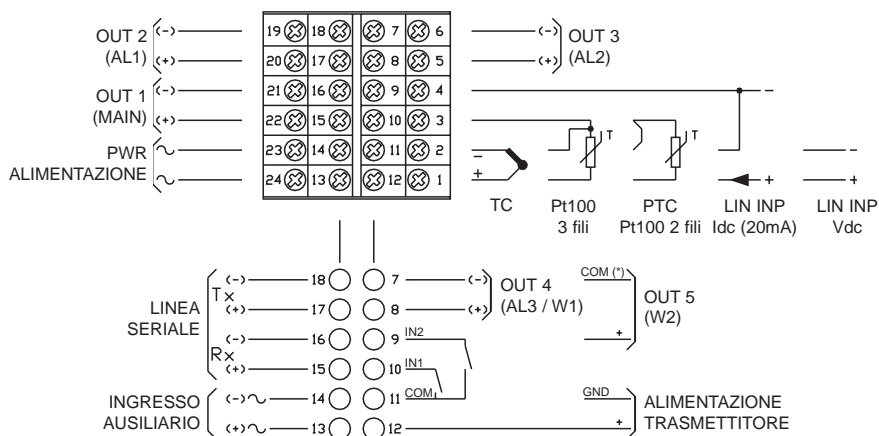 OUT 2 (-) 19 18 7 6 (-) OUT 3
(AL1) (+) 20 17 8 5 (+) (AL2)
OUT 1 (-) 21 16 9 4 -
(MAIN) (+) 22 15 10 3 T T
PWR 23 14 11 2 - -
ALIMENTAZIONE 24 13 12 1 + + +
TC Pt100 PTC LIN INP LIN INP
3 fili Pt100 2 fili Idc (20mA) Vdc
(-) 18 7 (-) OUT 4 COM (*) OUT 5
LINEA Tx (+) 17 8 (+) (AL3 / W1) (W2)
SERIALE (-) 16 9 IN2 +
Rx (+) 15 10 IN1
INGRESSO (-) 14 11 COM GND ALIMENTAZIONE
AUSILIARIO (+) 13 12 + TRASMETTITORE